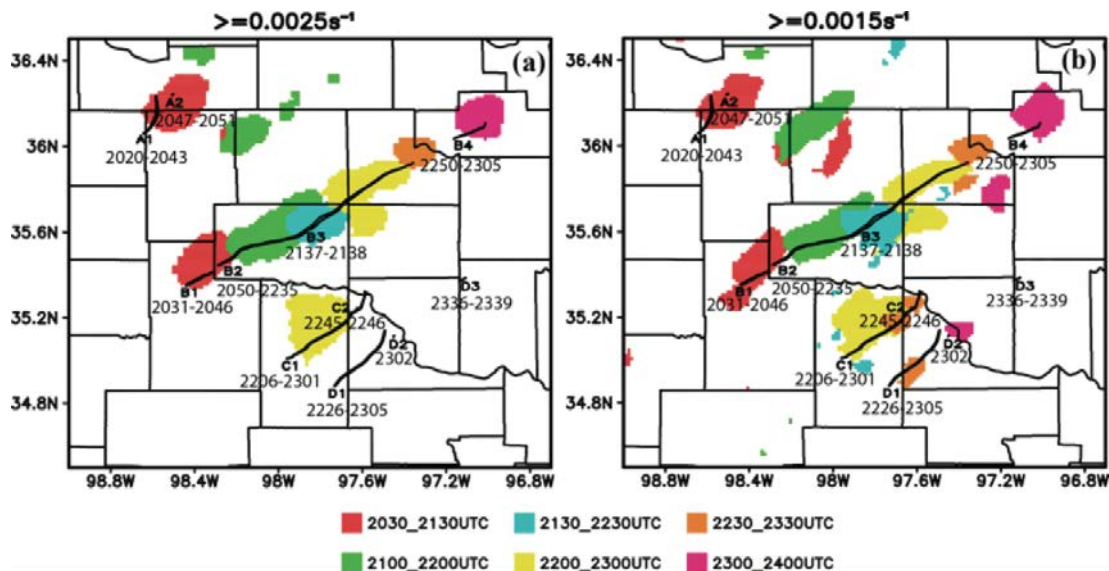 >=0.0025s⁻¹
>=0.0015s⁻¹
(a)
36.4N
36N
35.6N
35.2N
34.8N
98.8W 98.4W 98W 97.6W 97.2W 96.8W
A2
2047-2051
A1
2020-2043
B4
2250-2305
B3
2137-2138
B2
2050-2235
B1
2031-2046
D3
2336-2339
C2
2245-2246
D2
2302
C1
2206-2301
D1
2226-2305
(b)
36.4N
36N
35.6N
35.2N
34.8N
98.8W 98.4W 98W 97.6W 97.2W 96.8W
A2
2047-2051
A1
2020-2043
B4
2250-2305
B3
2137-2138
B2
2050-2235
B1
2031-2046
D3
2336-2339
C2
2245-2246
D2
2302
C1
2206-2301
D1
2226-2305
2030_2130UTC 2130_2230UTC 2230_2330UTC
2100_2200UTC 2200_2300UTC 2300_2400UTC